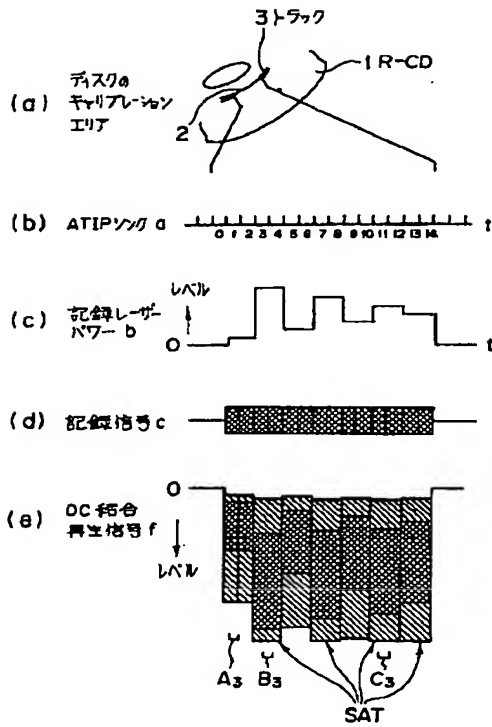 3トラック
1 R-CD
(a) ディスクの
キャリブレーション
エリア
2
(b) ATIPシンク a
t
0 1 2 3 4 5 6 7 8 9 10 11 12 13 14
(c) 記録レーザー
パワー b
レベル
0
t
(d) 記録信号 c
(e) DC結合
再生信号 f
0
レベル
A3 B3 C3
SAT